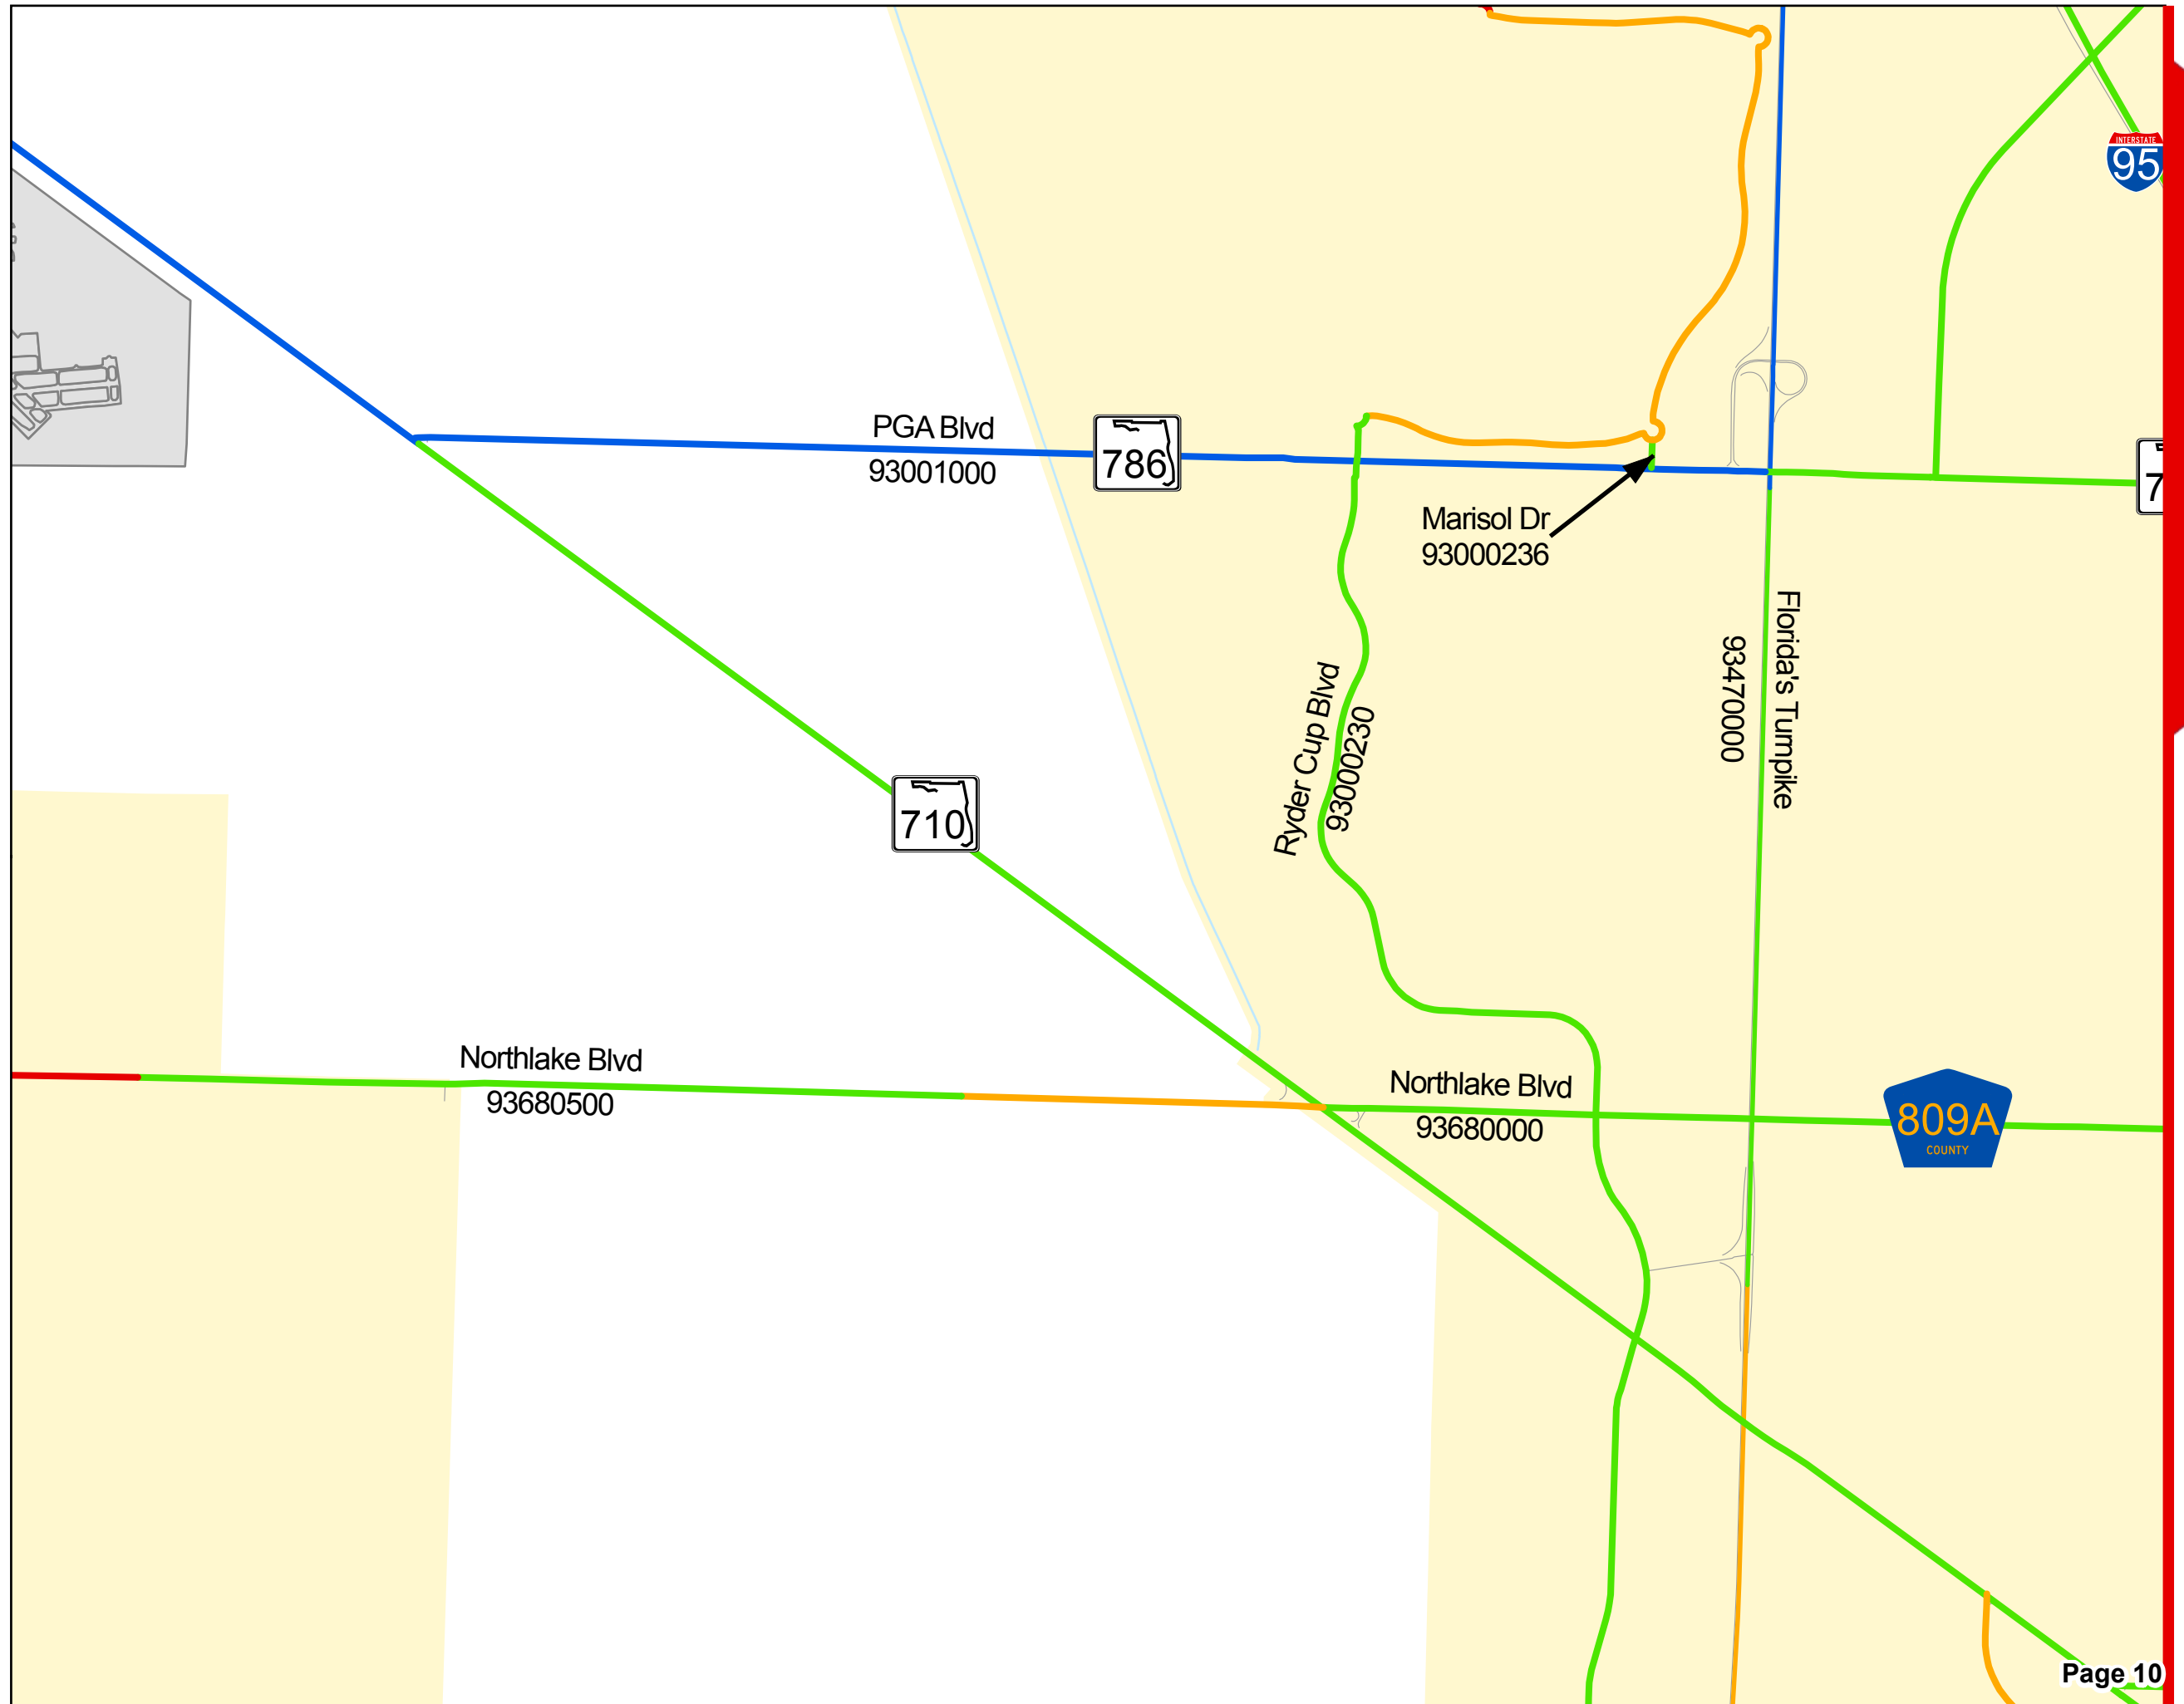 INTERSTATE
95
PGA Blvd
93001000
786
7
Marisol Dr
93000236
Florida's Turnpike
93470000
Ryder Cup Blvd
93000230
710
Northlake Blvd
93680500
Northlake Blvd
93680000
809A
COUNTY
Page 10